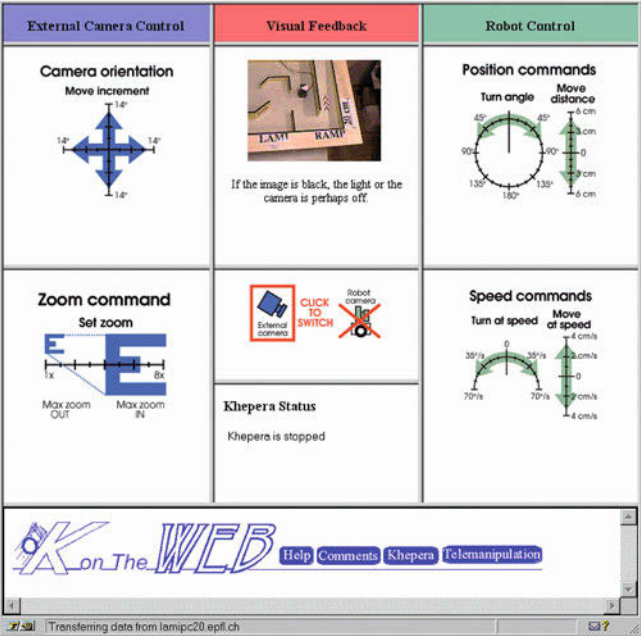 External Camera Control
Visual Feedback
Robot Control
Camera orientation
Move increment
14°
14°
14°
14°
LAMI RAMP 20 cm
If the image is black, the light or the
camera is perhaps off.
Position commands
Turn angle
Move
distance
0
45°
45°
90°
90°
135°
135°
180°
6 cm
3 cm
0
3 cm
6 cm
Zoom command
Set zoom
E
E
1x
8x
Max zoom
OUT
Max zoom
IN
External
camera
CLICK
TO
SWITCH
Robot
camera
Khepera Status
Khepera is stopped
Speed commands
Turn at speed
Move
at speed
0
35°/s
35°/s
70°/s
70°/s
4 cm/s
2 cm/s
0
2 cm/s
4 cm/s
K on The WEB
Help Comments Khepera Telemanipulation
Transferring data from lamipc20.epfl.ch